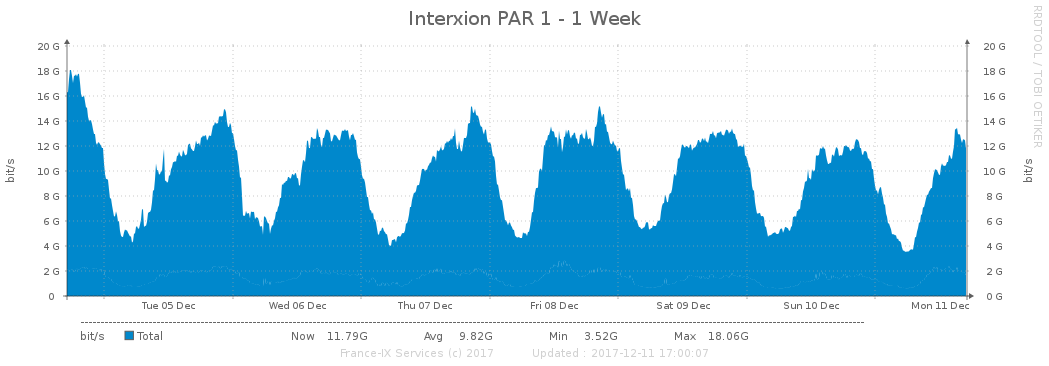 Interxion PAR 1 - 1 Week
RRDTOOL / TOBI OETIKER
20 G 20 G
18 G 18 G
16 G 16 G
14 G 14 G
12 G 12 G
10 G 10 G
8 G 8 G
6 G 6 G
4 G 4 G
2 G 2 G
0 0 G
bit/s bit/s
Tue 05 Dec Wed 06 Dec Thu 07 Dec Fri 08 Dec Sat 09 Dec Sun 10 Dec Mon 11 Dec
bit/s Total Now 11.79G Avg 9.82G Min 3.52G Max 18.06G
France-IX Services (c) 2017 Updated : 2017-12-11 17:00:07